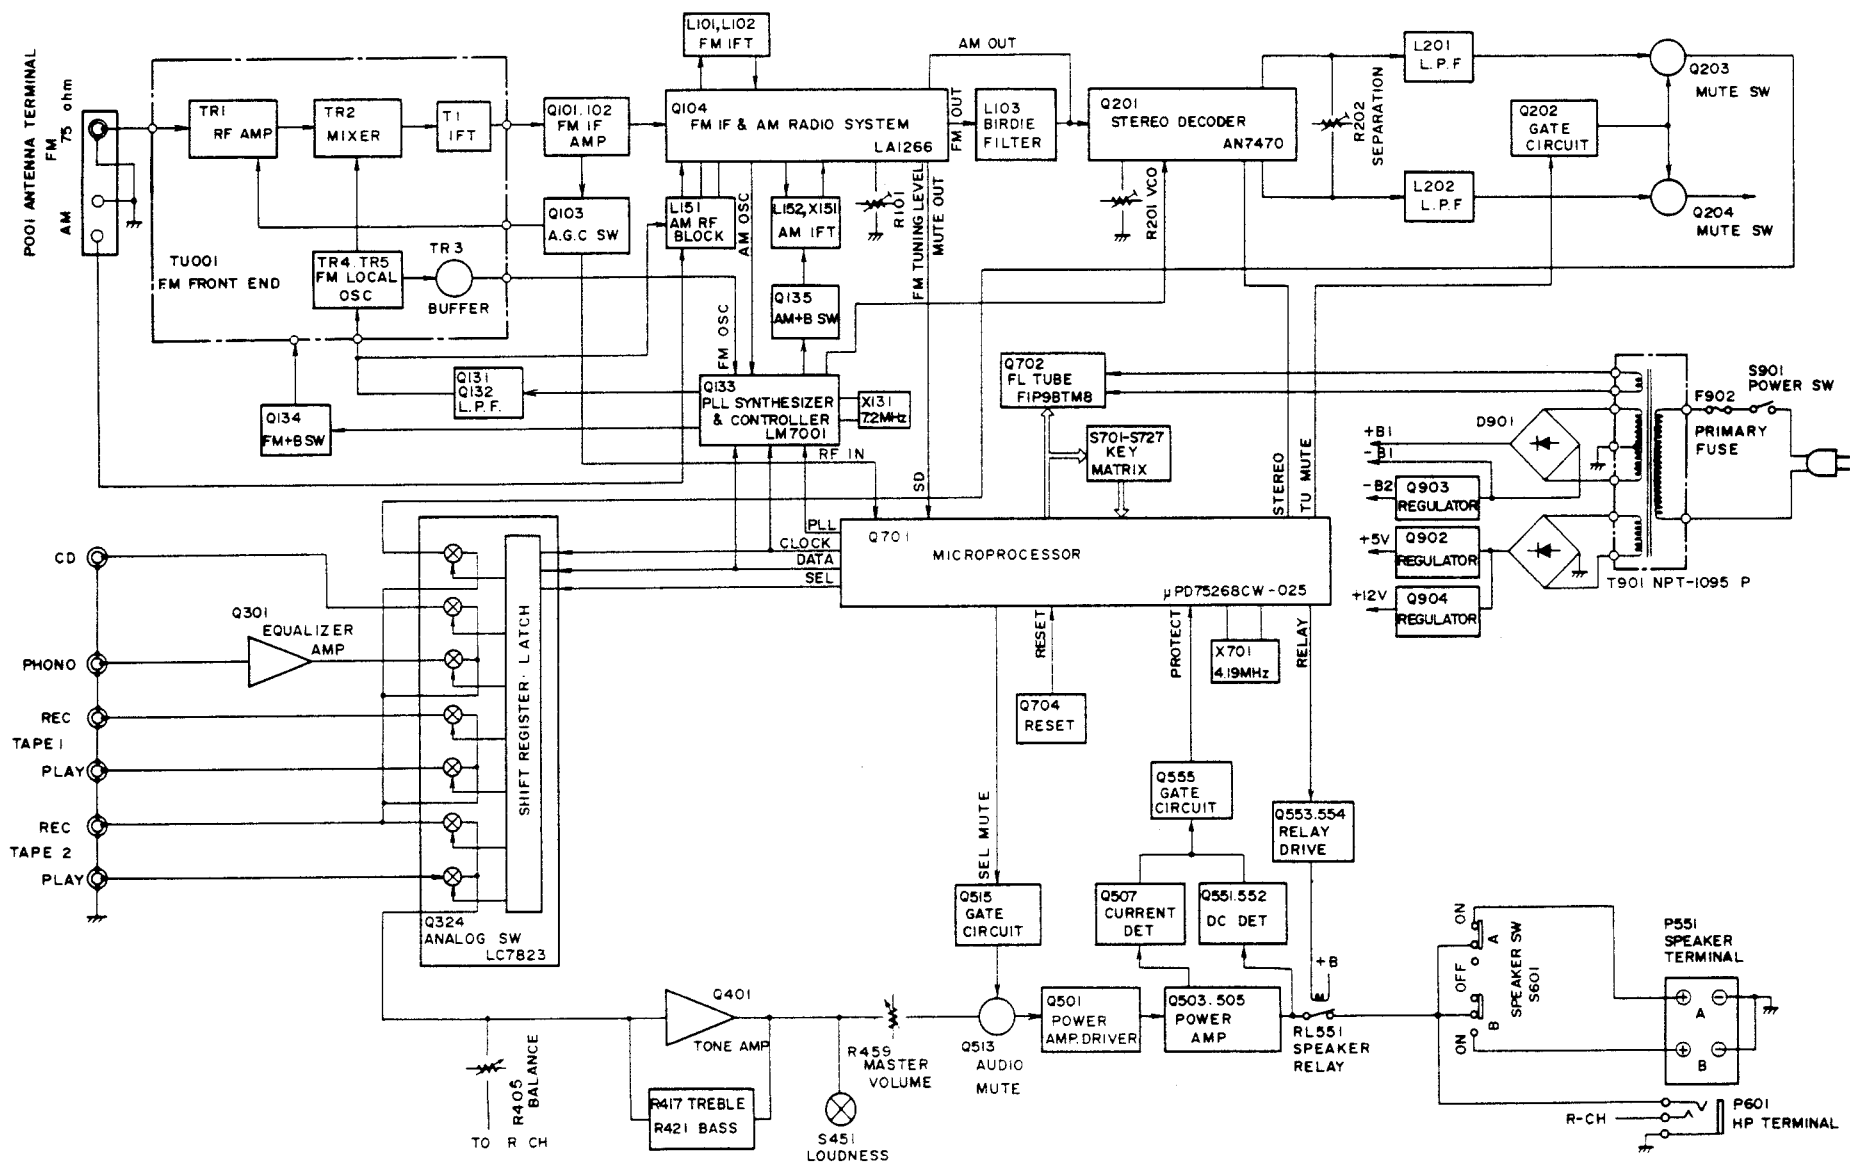 POO1 ANTENNA TERMINAL
FM
75 ohm
AM
TR1
RF AMP
TR2
MIXER
T1
IFT
TR4. TR5
FM LOCAL
OSC
TR3
BUFFER
TU001
FM FRONT END
L101,L102
FM IFT
Q101.102
FM IF
AMP
Q103
A.G.C SW
Q104
FM IF & AM RADIO SYSTEM
LA1266
L151
AM RF
BLOCK
AM OSC
L152,X151
AM IFT
R101
FM TUNING LEVEL
MUTE OUT
AM OUT
FM OUT
L103
BIRDIE
FILTER
Q201
STEREO DECODER
AN7470
R201 VCO
R202
SEPARATION
L201
L.P.F
L202
L.P.F
Q202
GATE
CIRCUIT
Q203
MUTE SW
Q204
MUTE SW
Q135
AM+B SW
FM OSC
Q131
Q132
L.P.F.
Q134
FM+BSW
Q133
PLL SYNTHESIZER
& CONTROLLER
LM7001
X131
7.2MHz
RF IN
SD
Q702
FL TUBE
FIP9BTM8
S701-S727
KEY
MATRIX
STEREO
TU MUTE
S901
POWER SW
F902
PRIMARY
FUSE
D901
+B1
-B1
-B2
Q903
REGULATOR
+5V
Q902
REGULATOR
+12V
Q904
REGULATOR
T901 NPT-1095 P
PLL
CLOCK
DATA
SEL
Q701
MICROPROCESSOR
μPD75268CW-025
CD
Q301
EQUALIZER
AMP
PHONO
REC
TAPE 1
PLAY
REC
TAPE 2
PLAY
SHIFT REGISTER · LATCH
Q324
ANALOG SW
LC7823
RESET
Q704
RESET
PROTECT
X701
4.19MHz
RELAY
SEL MUTE
Q555
GATE
CIRCUIT
Q553.554
RELAY
DRIVE
Q515
GATE
CIRCUIT
Q507
CURRENT
DET
Q551.552
DC DET
+B
R405
BALANCE
TO R CH
Q401
TONE AMP
R417 TREBLE
R421 BASS
S451
LOUDNESS
R459
MASTER
VOLUME
Q513
AUDIO
MUTE
Q501
POWER
AMP.DRIVER
Q503. 505
POWER
AMP
RL551
SPEAKER
RELAY
ON
A
OFF
B
ON
SPEAKER SW
S601
P551
SPEAKER
TERMINAL
A
B
R-CH
P601
HP TERMINAL